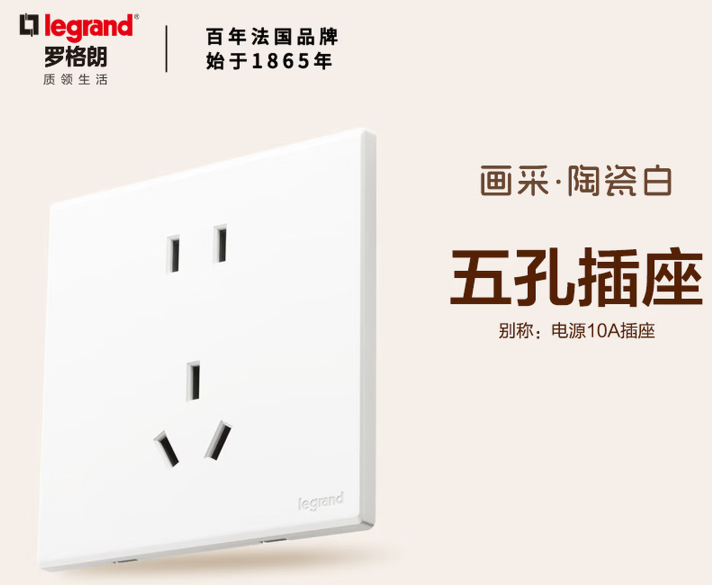 legrand®
罗格朗
质领生活
百年法国品牌
始于1865年
画采·陶瓷白
五孔插座
别称：电源10A插座
legrand